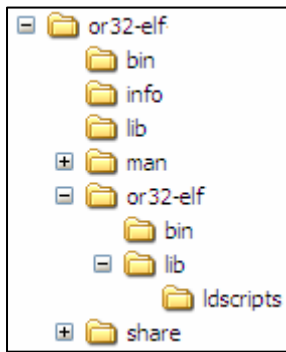 or32-elf
bin
info
lib
man
or32-elf
bin
lib
ldscripts
share